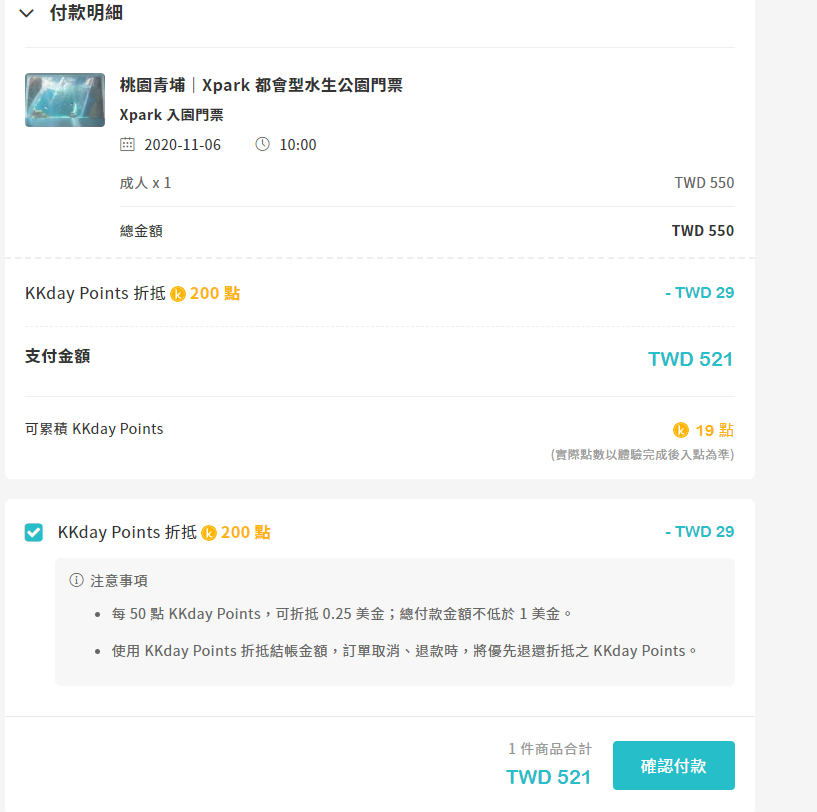 付款明細
桃園青埔｜Xpark 都會型水生公園門票
Xpark 入園門票
2020-11-06 10:00
成人 x 1 TWD 550
總金額 TWD 550
KKday Points 折抵 k 200 點 - TWD 29
支付金額 TWD 521
可累積 KKday Points k 19 點
(實際點數以體驗完成後入點為準)
KKday Points 折抵 k 200 點 - TWD 29
注意事項
• 每 50 點 KKday Points，可折抵 0.25 美金；總付款金額不低於 1 美金。
• 使用 KKday Points 折抵結帳金額，訂單取消、退款時，將優先退還折抵之 KKday Points。
1 件商品合計
TWD 521
確認付款